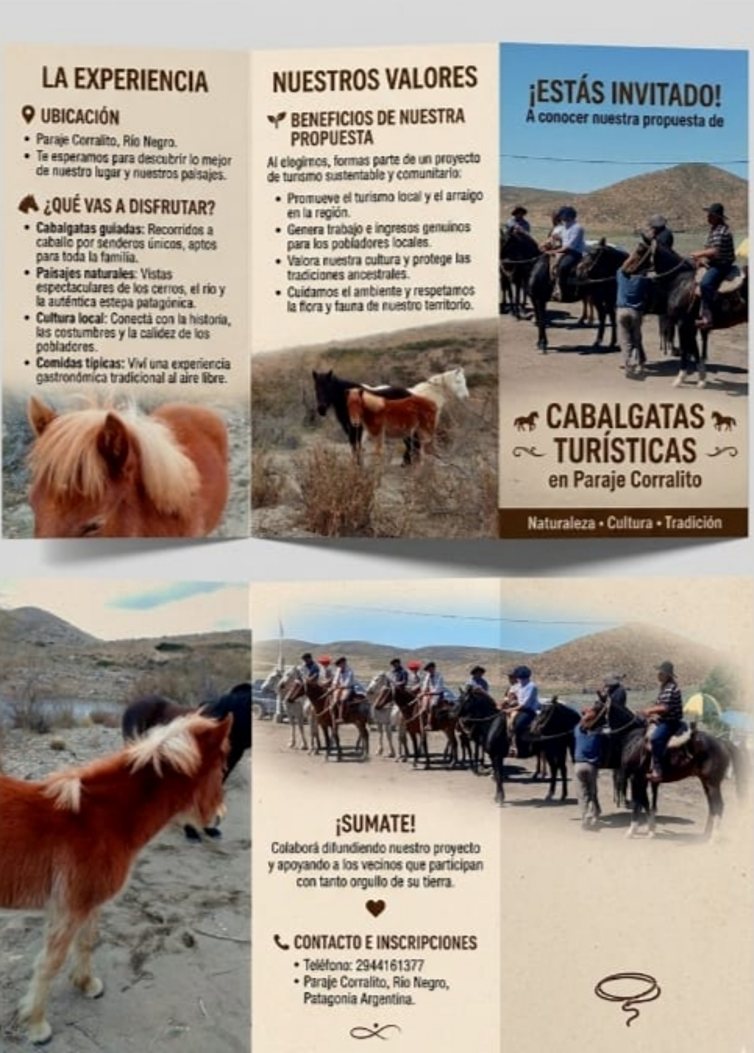 LA EXPERIENCIA
UBICACIÓN
• Paraje Corralito, Río Negro.
• Te esperamos para descubrir lo mejor
de nuestro lugar y nuestros paisajes.
¿QUÉ VAS A DISFRUTAR?
• Cabalgatas guiadas: Recorridos a
caballo por senderos únicos, aptos
para toda la familia.
• Paisajes naturales: Vistas
espectaculares de los cerros, el río y
la auténtica estepa patagónica.
• Cultura local: Conectá con la historia,
las costumbres y la calidez de los
pobladores.
• Comidas típicas: Viví una experiencia
gastronómica tradicional al aire libre.
NUESTROS VALORES
BENEFICIOS DE NUESTRA
PROPUESTA
Al elegirnos, formas parte de un proyecto
de turismo sustentable y comunitario:
• Promueve el turismo local y el arraigo
en la región.
• Genera trabajo e ingresos genuinos
para los pobladores locales.
• Valora nuestra cultura y protege las
tradiciones ancestrales.
• Cuidamos el ambiente y respetamos
la flora y fauna de nuestro territorio.
¡ESTÁS INVITADO!
A conocer nuestra propuesta de
CABALGATAS
TURÍSTICAS
en Paraje Corralito
Naturaleza • Cultura • Tradición
¡SUMATE!
Colaborá difundiendo nuestro proyecto
y apoyando a los vecinos que participan
con tanto orgullo de su tierra.
CONTACTO E INSCRIPCIONES
• Teléfono: 2944161377
• Paraje Corralito, Río Negro,
Patagonia Argentina.